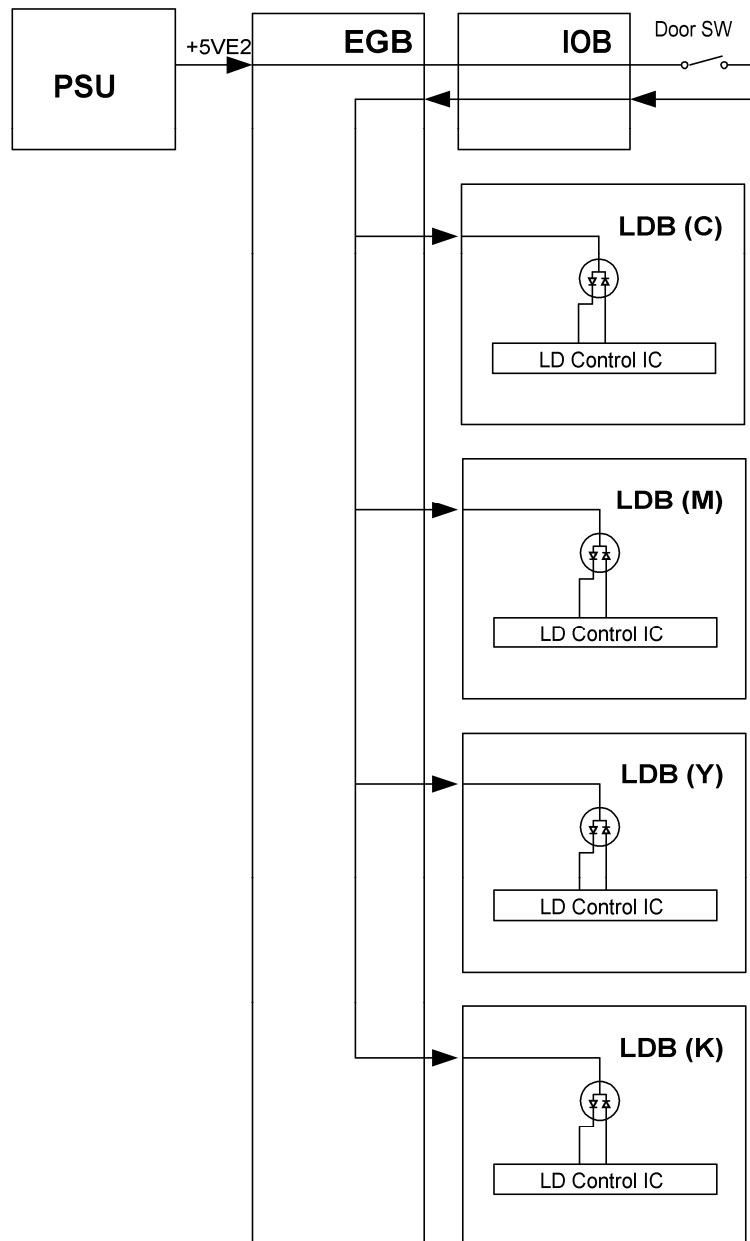 PSU
+5VE2
EGB
IOB
Door SW
LDB (C)
LD Control IC
LDB (M)
LD Control IC
LDB (Y)
LD Control IC
LDB (K)
LD Control IC